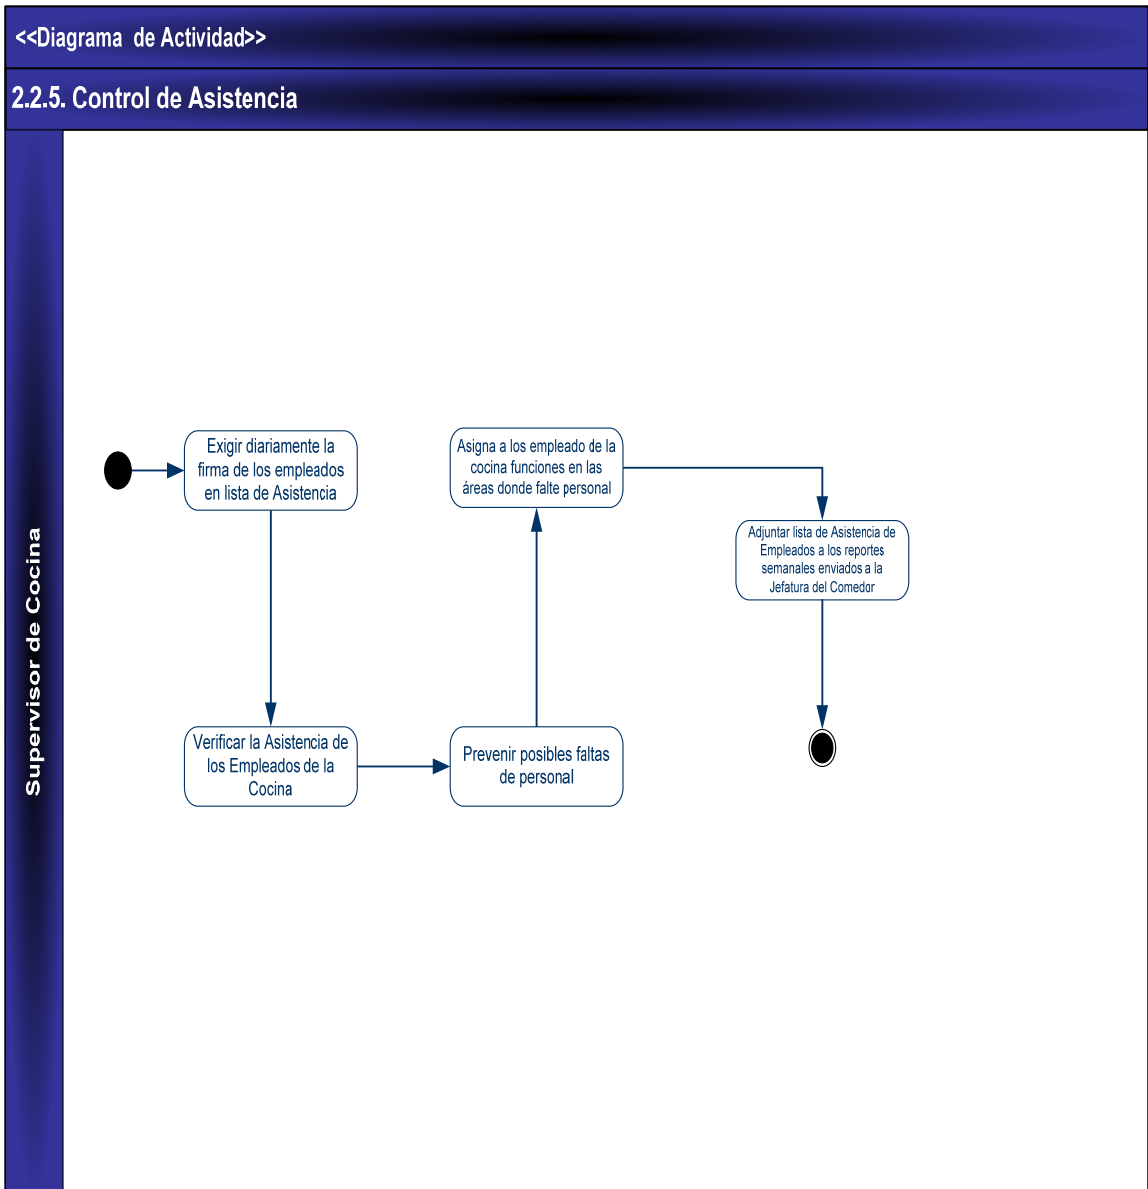 <<Diagrama de Actividad>>
2.2.5. Control de Asistencia
Supervisor de Cocina
Exigir diariamente la
firma de los empleados
en lista de Asistencia
Verificar la Asistencia de
los Empleados de la
Cocina
Prevenir posibles faltas
de personal
Asigna a los empleado de la
cocina funciones en las
áreas donde falte personal
Adjuntar lista de Asistencia de
Empleados a los reportes
semanales enviados a la
Jefatura del Comedor